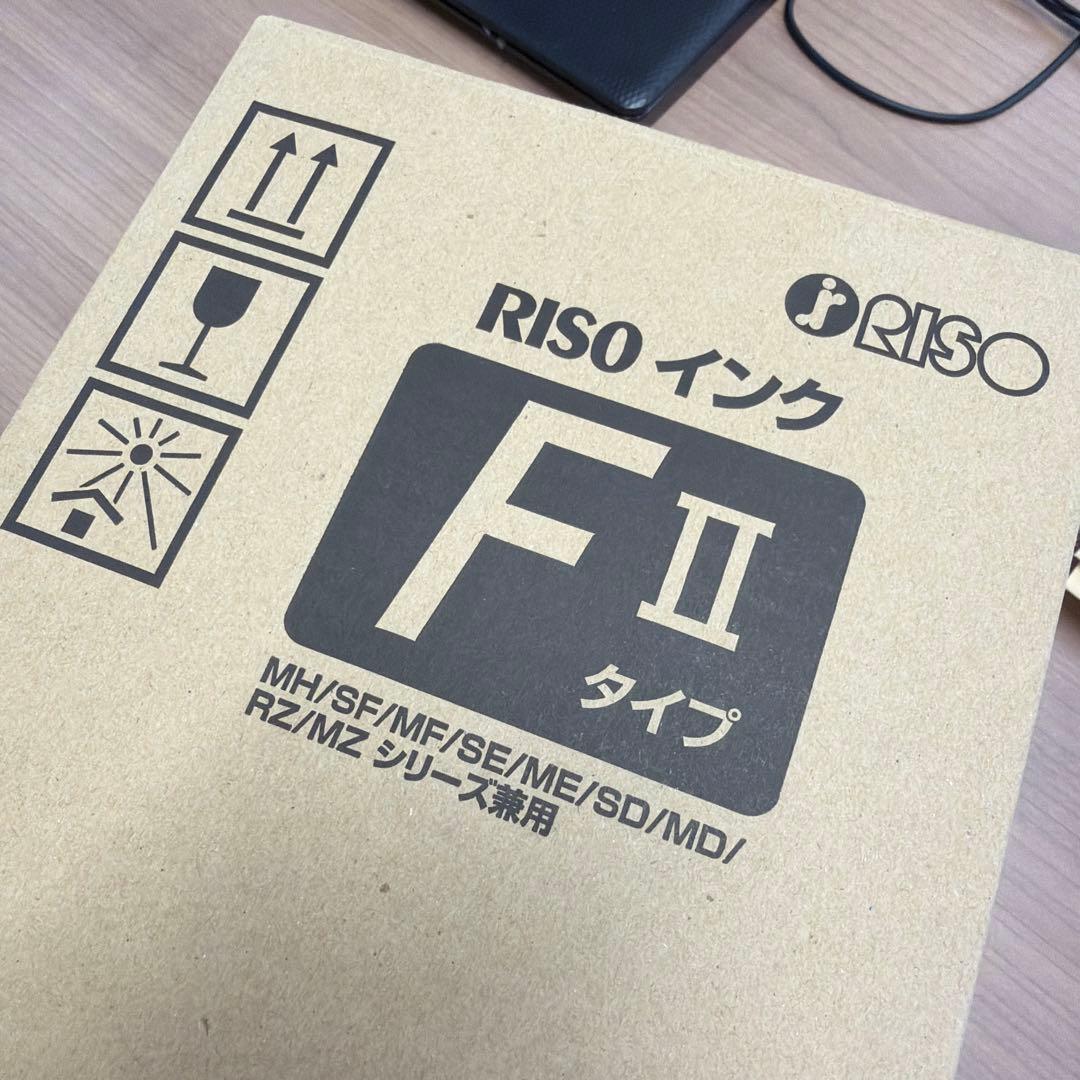 RISO
RISO インク
FⅡ
タイプ
MH/SF/MF/SE/ME/SD/MD/
RZ/MZ シリーズ兼用